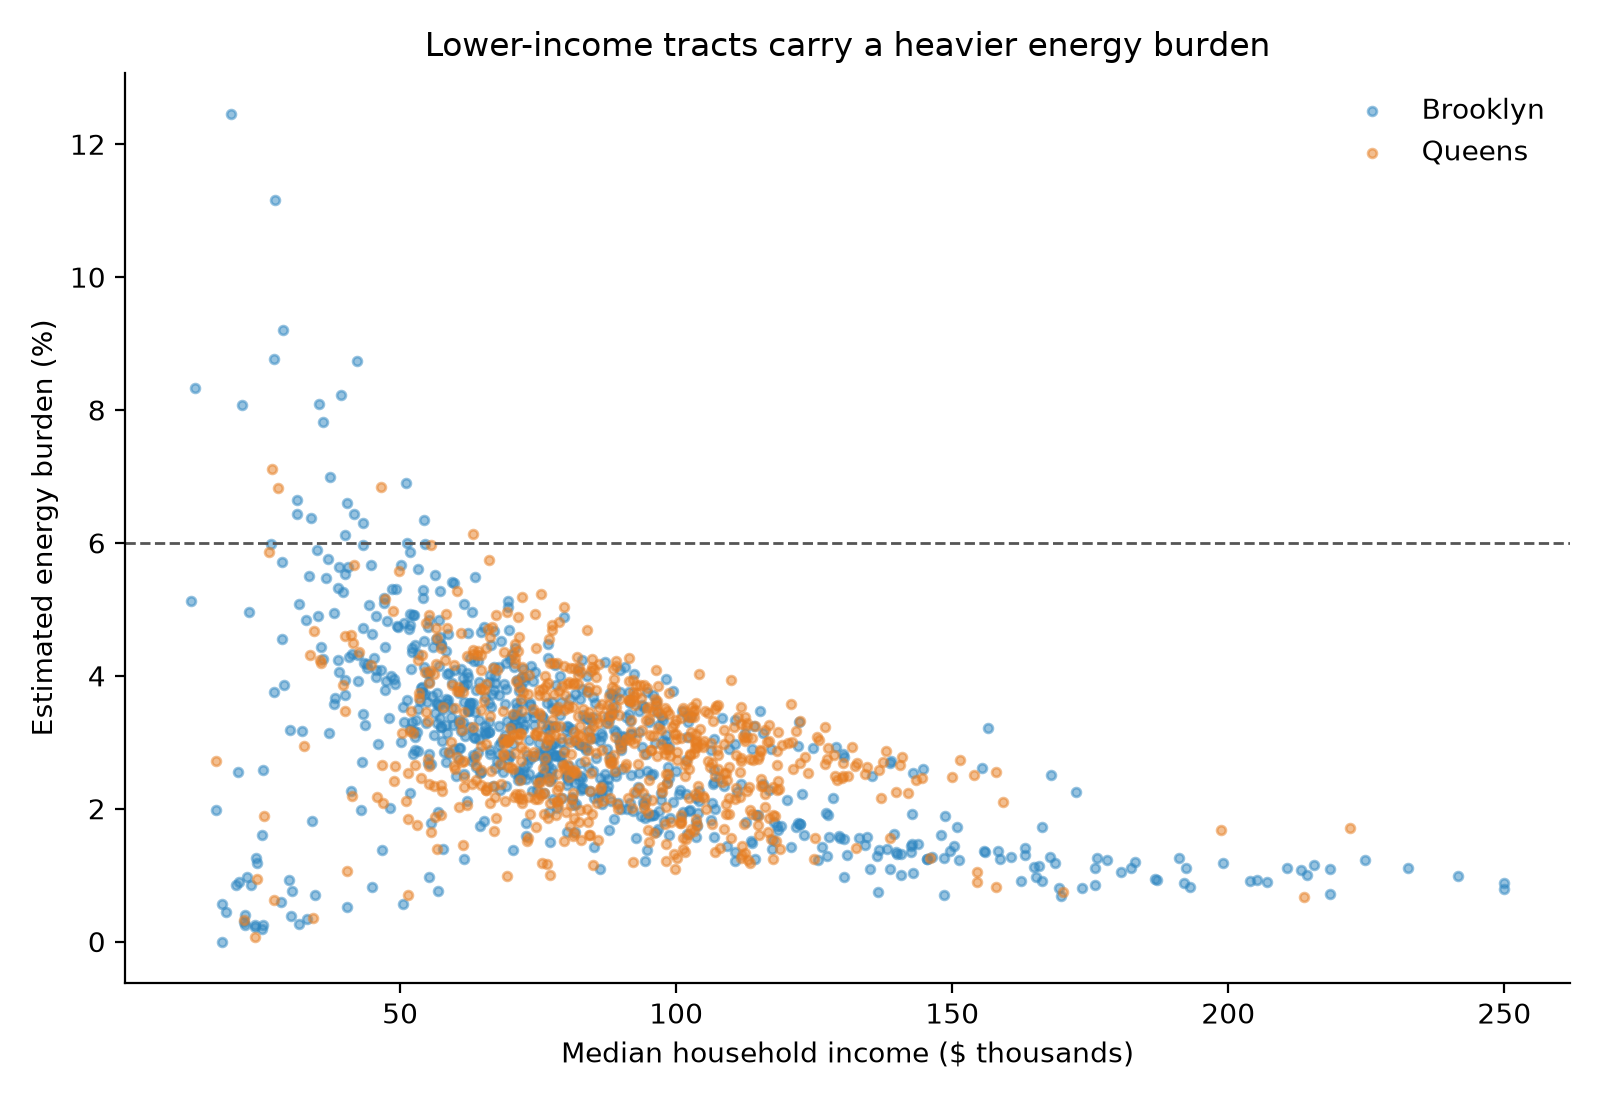 Lower-income tracts carry a heavier energy burden
Brooklyn
Queens
Estimated energy burden (%)
12
10
8
6
4
2
0
50
100
150
200
250
Median household income ($ thousands)